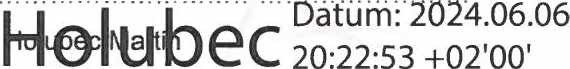 Holubec
Holubec Martin
Datum: 2024.06.06
20:22:53 +02'00'